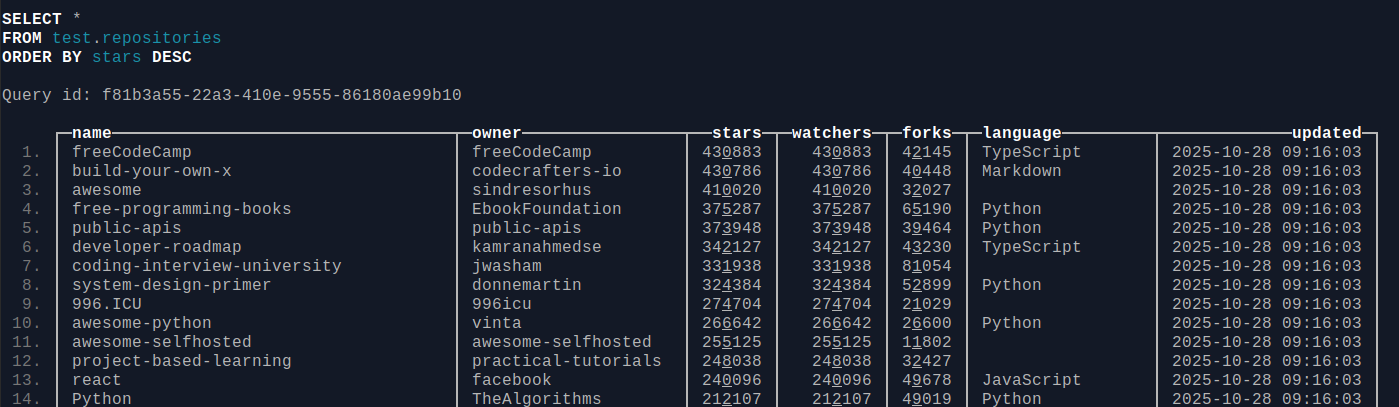 SELECT *
FROM test.repositories
ORDER BY stars DESC
Query id: f81b3a55-22a3-410e-9555-86180ae99b10
name owner stars watchers forks language updated
1. freeCodeCamp freeCodeCamp 430883 430883 42145 TypeScript 2025-10-28 09:16:03
2. build-your-own-x codecrafters-io 430786 430786 40448 Markdown 2025-10-28 09:16:03
3. awesome sindresorhus 410020 410020 32027 2025-10-28 09:16:03
4. free-programming-books EbookFoundation 375287 375287 65190 Python 2025-10-28 09:16:03
5. public-apis public-apis 373948 373948 39464 Python 2025-10-28 09:16:03
6. developer-roadmap kamranahmedse 342127 342127 43230 TypeScript 2025-10-28 09:16:03
7. coding-interview-university jwasham 331938 331938 81054 2025-10-28 09:16:03
8. system-design-primer donnemartin 324384 324384 52899 Python 2025-10-28 09:16:03
9. 996.ICU 996icu 274704 274704 21029 2025-10-28 09:16:03
10. awesome-python vinta 266642 266642 26600 Python 2025-10-28 09:16:03
11. awesome-selfhosted awesome-selfhosted 255125 255125 11802 2025-10-28 09:16:03
12. project-based-learning practical-tutorials 248038 248038 32427 2025-10-28 09:16:03
13. react facebook 240096 240096 49678 JavaScript 2025-10-28 09:16:03
14. Python TheAlgorithms 212107 212107 49019 Python 2025-10-28 09:16:03